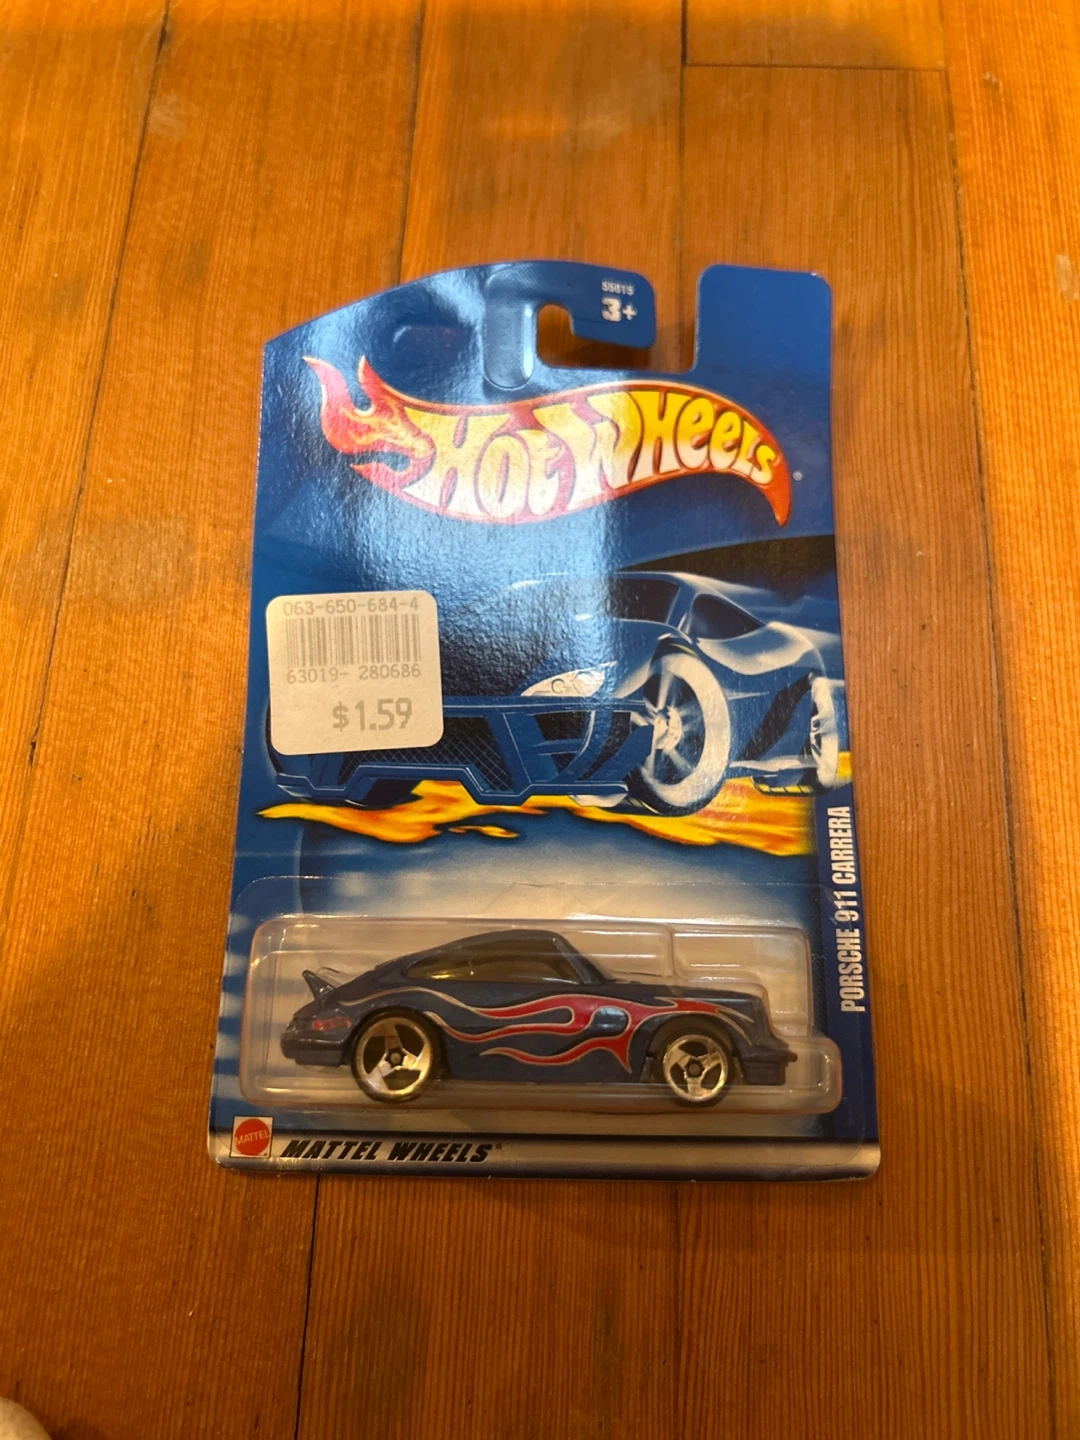 55015
3+
HOT WHEELS®
063-650-684-4
63019- 280686
$1.59
PORSCHE 911 CARRERA
MATTEL
MATTEL WHEELS®